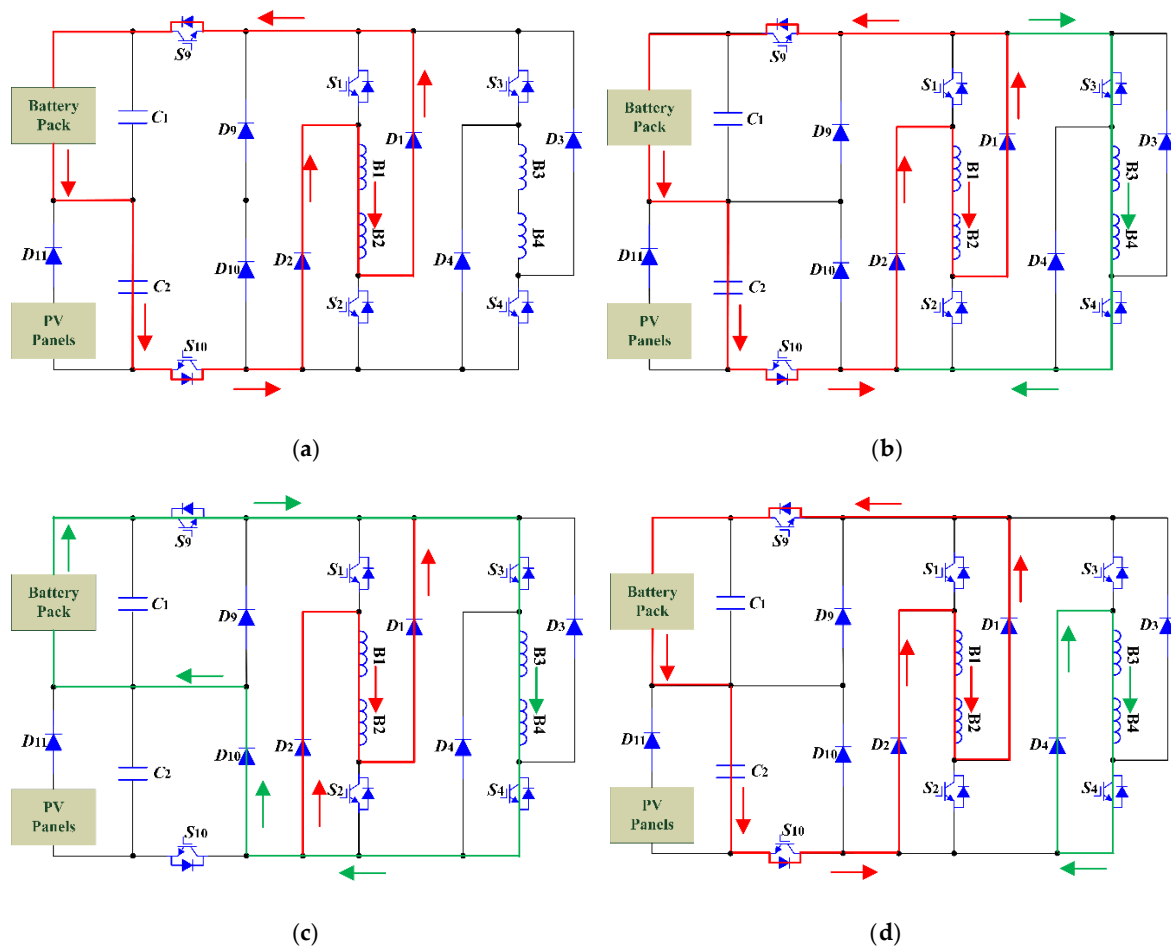 S9
S1
S3
Battery
Pack
C1
D9
D1
D3
B1
B3
B2
B4
D11
C2
D10
D2
D4
S2
S4
PV
Panels
S10
(a)
S9
S1
S3
Battery
Pack
C1
D9
D1
D3
B1
B3
B2
B4
D11
C2
D10
D2
D4
S2
S4
PV
Panels
S10
(b)
S9
S1
S3
Battery
Pack
C1
D9
D1
D3
B1
B3
B2
B4
D11
C2
D10
D2
D4
S2
S4
PV
Panels
S10
(c)
S9
S1
S3
Battery
Pack
C1
D9
D1
D3
B1
B3
B2
B4
D11
C2
D10
D2
D4
S2
S4
PV
Panels
S10
(d)